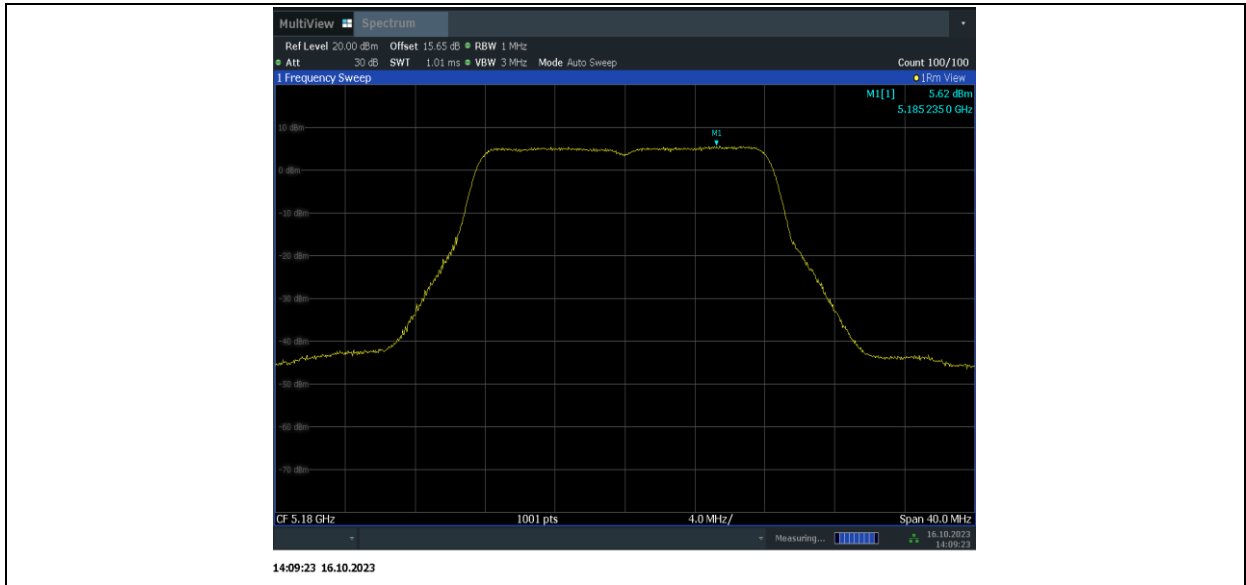 MultiView Spectrum
Ref Level 20.00 dBm Offset 15.65 dB RBW 1 MHz
Att 30 dB SWT 1.01 ms VBW 3 MHz Mode Auto Sweep Count 100/100
1 Frequency Sweep 1Rm View
M1[1] 5.62 dBm
5.185 235 0 GHz
10 dBm
M1
0 dBm
-10 dBm
-20 dBm
-30 dBm
-40 dBm
-50 dBm
-60 dBm
-70 dBm
CF 5.18 GHz 1001 pts 4.0 MHz/ Span 40.0 MHz
Measuring... 16.10.2023
14:09:23
14:09:23 16.10.2023